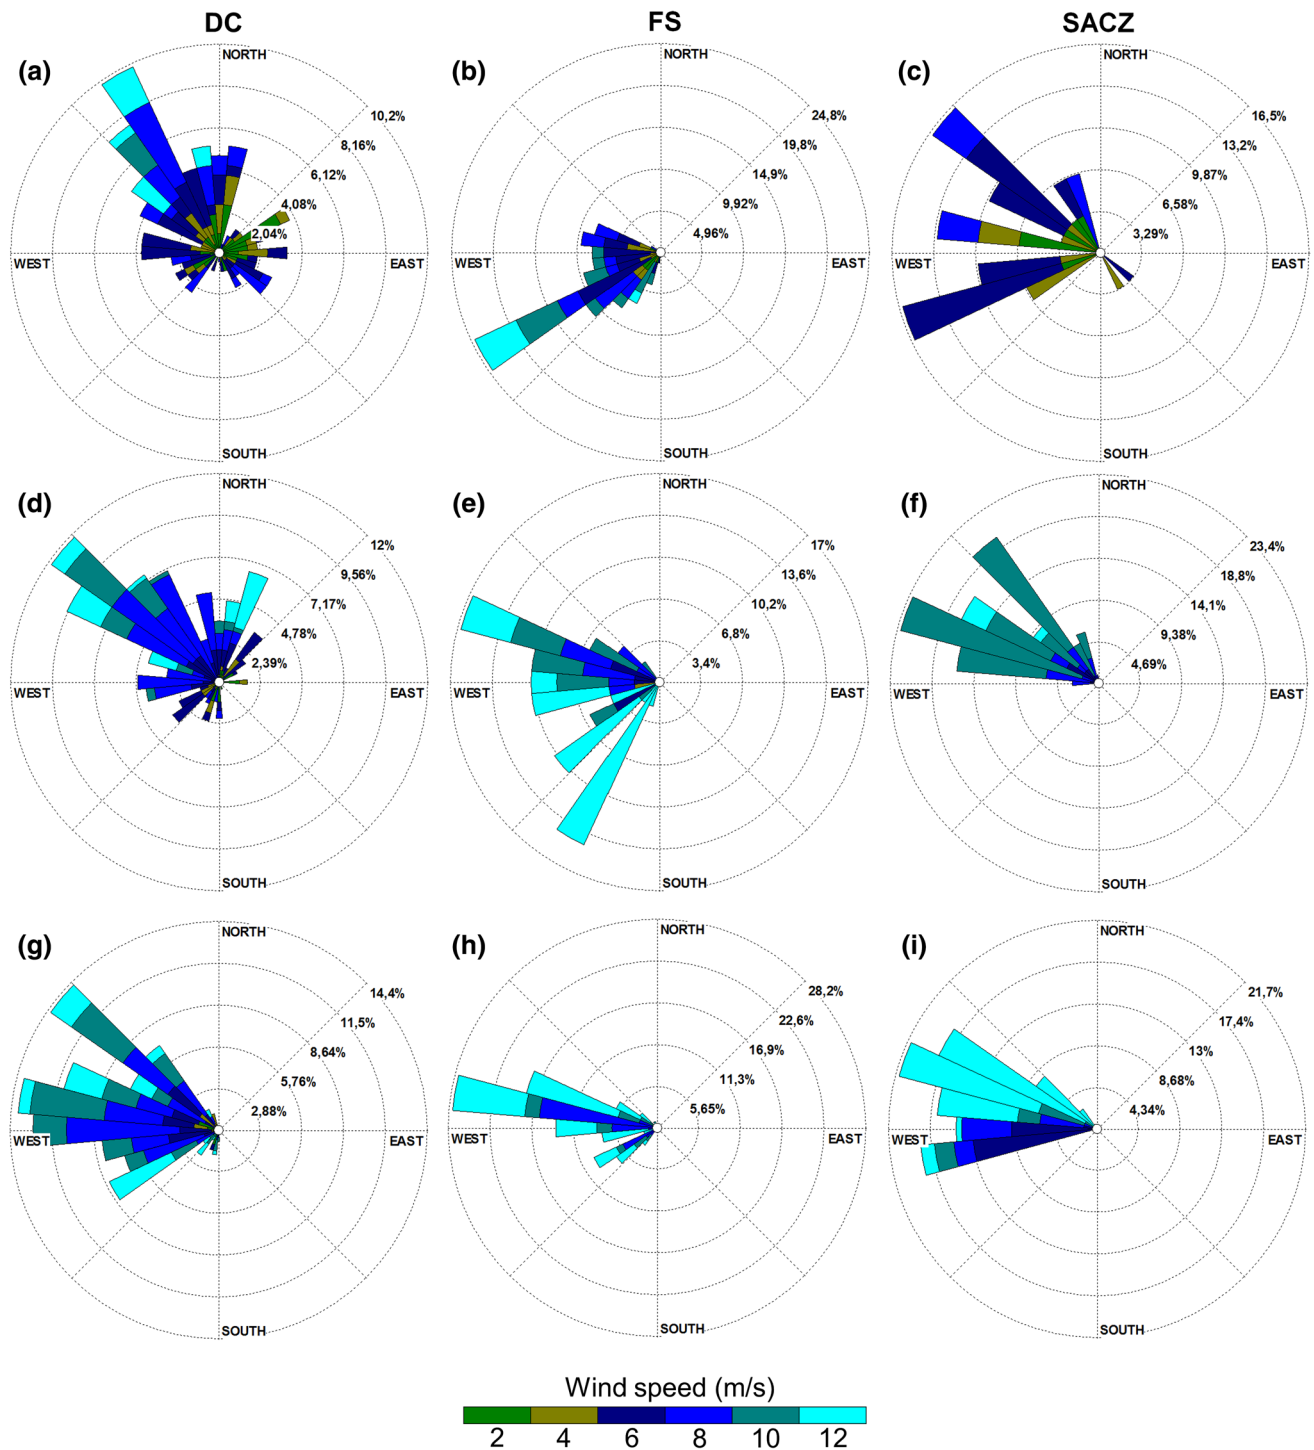 DC FS SACZ
(a) (b) (c)
NORTH NORTH NORTH
10,2% 24,8% 16,5%
8,16% 19,8% 13,2%
6,12% 14,9% 9,87%
4,08% 9,92% 6,58%
2,04% 4,96% 3,29%
WEST EAST WEST EAST WEST EAST
SOUTH SOUTH SOUTH
(d) (e) (f)
NORTH NORTH NORTH
12% 17% 23,4%
9,56% 13,6% 18,8%
7,17% 10,2% 14,1%
4,78% 6,8% 9,38%
2,39% 3,4% 4,69%
WEST EAST WEST EAST WEST EAST
SOUTH SOUTH SOUTH
(g) (h) (i)
NORTH NORTH NORTH
14,4% 28,2% 21,7%
11,5% 22,6% 17,4%
8,64% 16,9% 13%
5,76% 11,3% 8,68%
2,88% 5,65% 4,34%
WEST EAST WEST EAST WEST EAST
SOUTH SOUTH SOUTH
Wind speed (m/s)
2 4 6 8 10 12